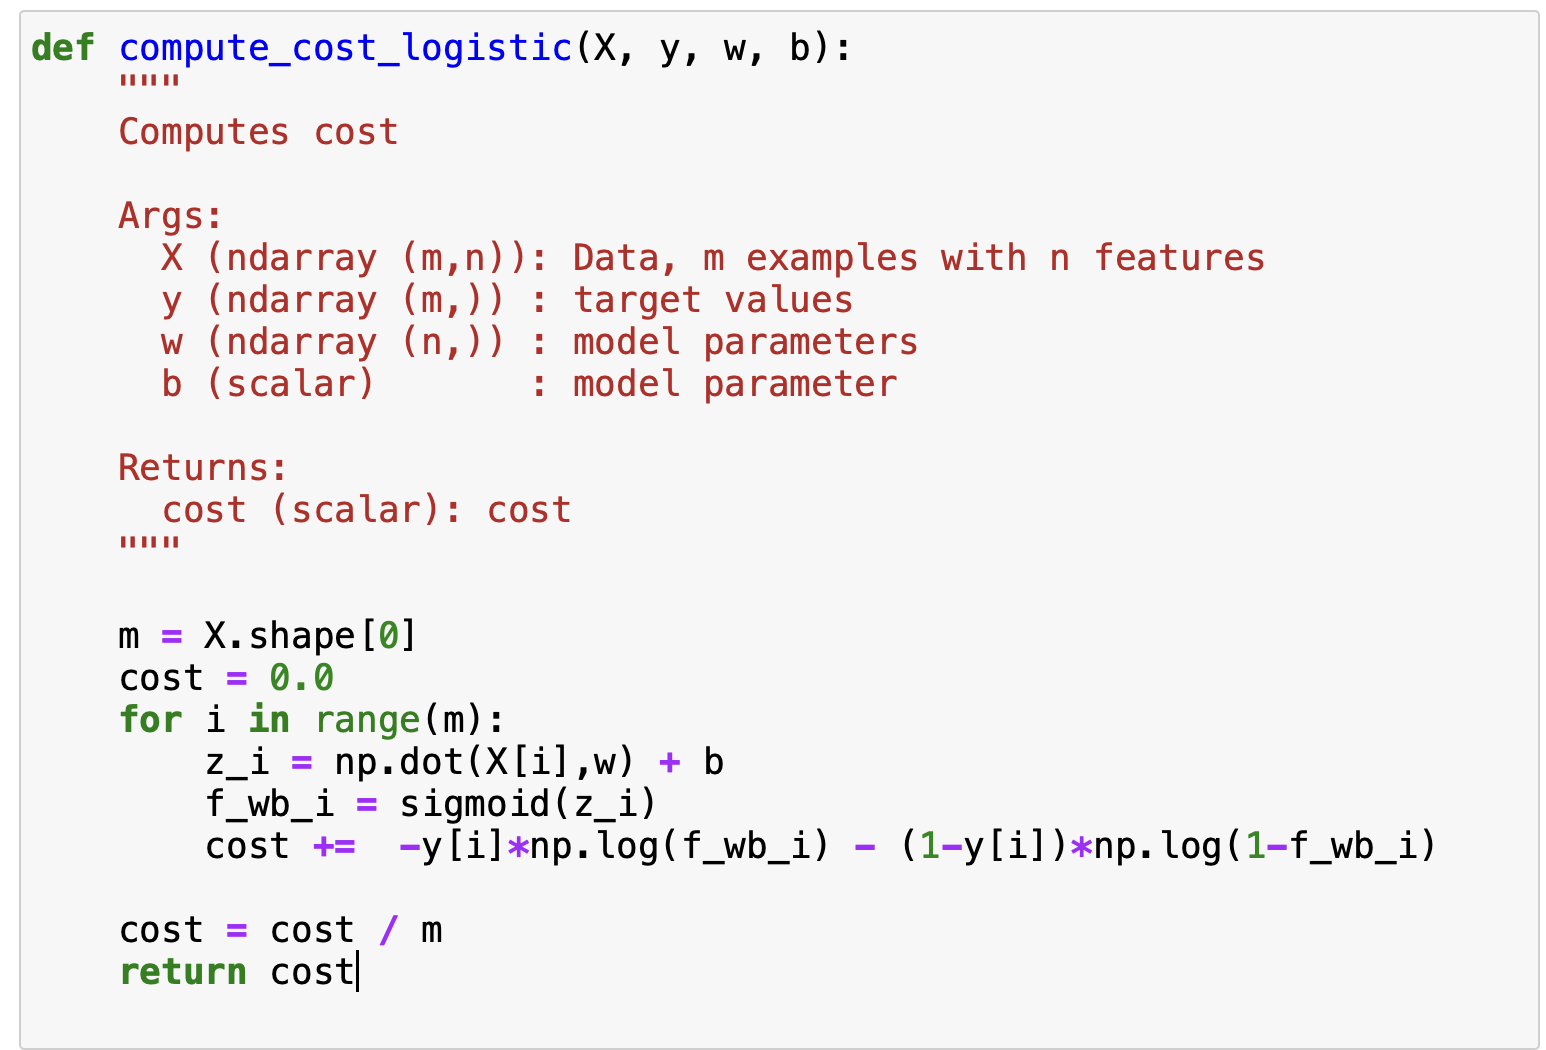 def compute_cost_logistic(X, y, w, b):
    """
    Computes cost

    Args:
      X (ndarray (m,n)): Data, m examples with n features
      y (ndarray (m,)) : target values
      w (ndarray (n,)) : model parameters
      b (scalar)       : model parameter

    Returns:
      cost (scalar): cost
    """

    m = X.shape[0]
    cost = 0.0
    for i in range(m):
        z_i = np.dot(X[i],w) + b
        f_wb_i = sigmoid(z_i)
        cost +=  -y[i]*np.log(f_wb_i) - (1-y[i])*np.log(1-f_wb_i)

    cost = cost / m
    return cost